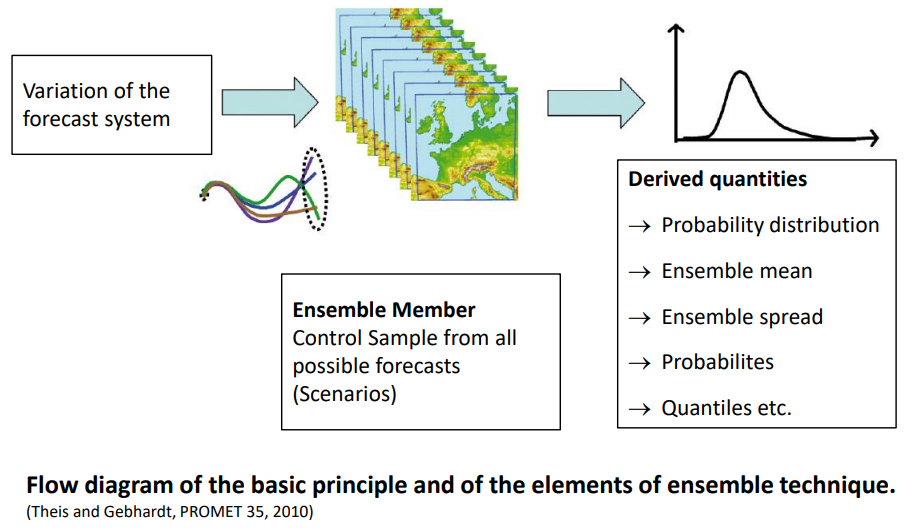 Variation of the
forecast system
Ensemble Member
Control Sample from all
possible forecasts
(Scenarios)
Derived quantities
→ Probability distribution
→ Ensemble mean
→ Ensemble spread
→ Probabilites
→ Quantiles etc.
Flow diagram of the basic principle and of the elements of ensemble technique.
(Theis and Gebhardt, PROMET 35, 2010)